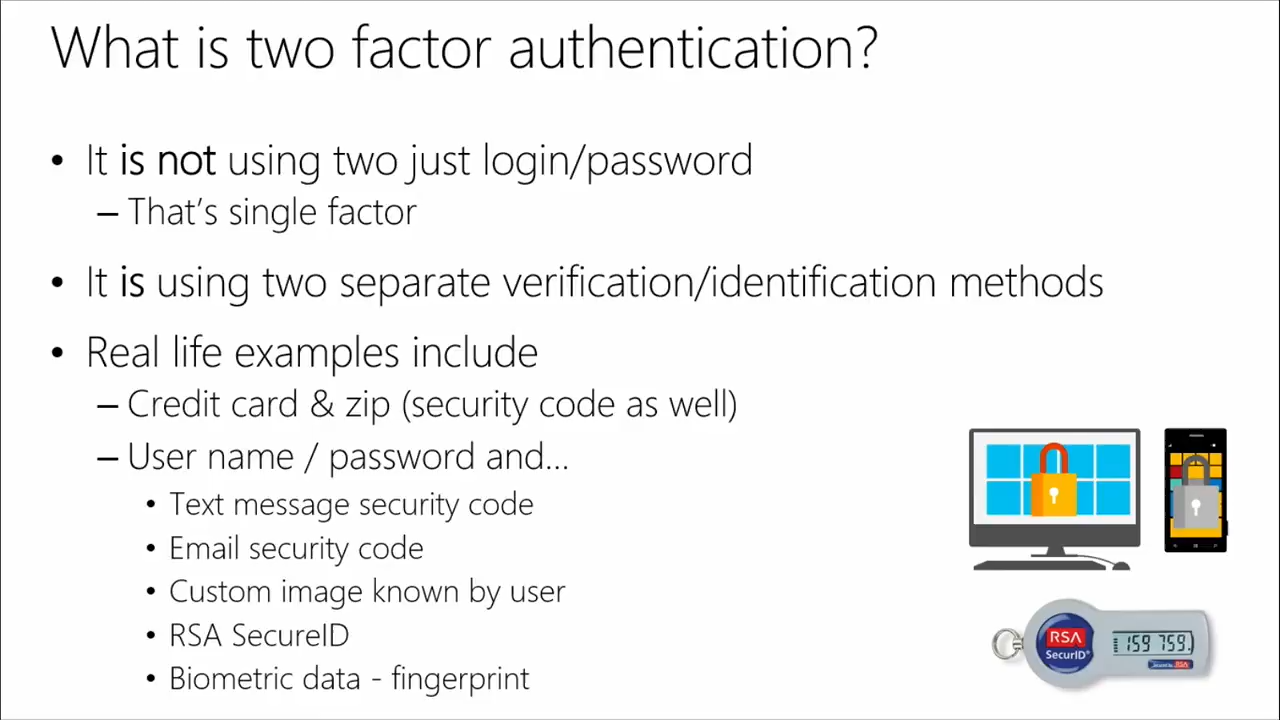 What is two factor authentication?
• It is not using two just login/password
– That's single factor
• It is using two separate verification/identification methods
• Real life examples include
– Credit card & zip (security code as well)
– User name / password and...
• Text message security code
• Email security code
• Custom image known by user
• RSA SecureID
• Biometric data - fingerprint
RSA
SecurID®
159 759.